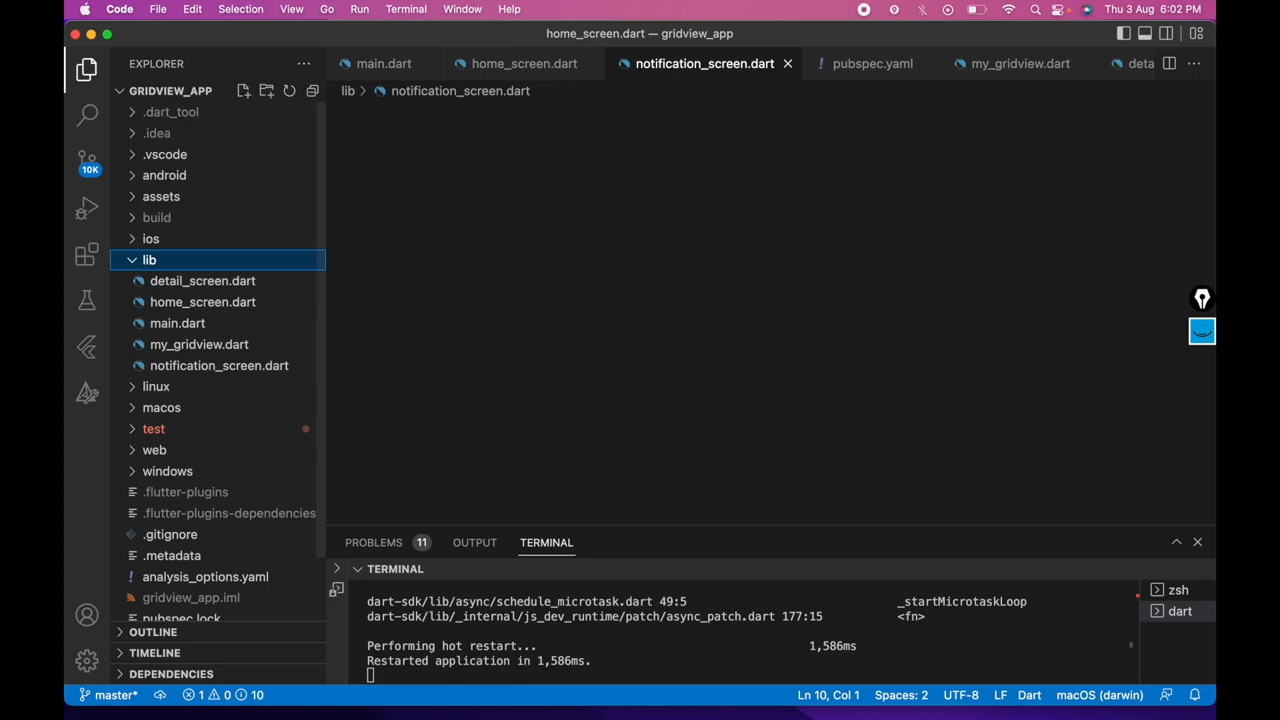 Code File Edit Selection View Go Run Terminal Window Help Thu 3 Aug 6:02 PM
home_screen.dart — gridview_app
EXPLORER
main.dart home_screen.dart notification_screen.dart pubspec.yaml my_gridview.dart deta
GRIDVIEW_APP
lib > notification_screen.dart
.dart_tool
.idea
.vscode
10K
android
assets
build
ios
lib
detail_screen.dart
home_screen.dart
main.dart
my_gridview.dart
notification_screen.dart
linux
macos
test
web
windows
.flutter-plugins
.flutter-plugins-dependencies
.gitignore
.metadata
analysis_options.yaml
gridview_app.iml
pubspec.lock
OUTLINE
TIMELINE
DEPENDENCIES
PROBLEMS 11 OUTPUT TERMINAL
TERMINAL
dart-sdk/lib/async/schedule_microtask.dart 49:5 _startMicrotaskLoop
dart-sdk/lib/_internal/js_dev_runtime/patch/async_patch.dart 177:15 <fn>
Performing hot restart... 1,586ms
Restarted application in 1,586ms.
zsh
dart
master* 1 0 10 Ln 10, Col 1 Spaces: 2 UTF-8 LF Dart macOS (darwin)